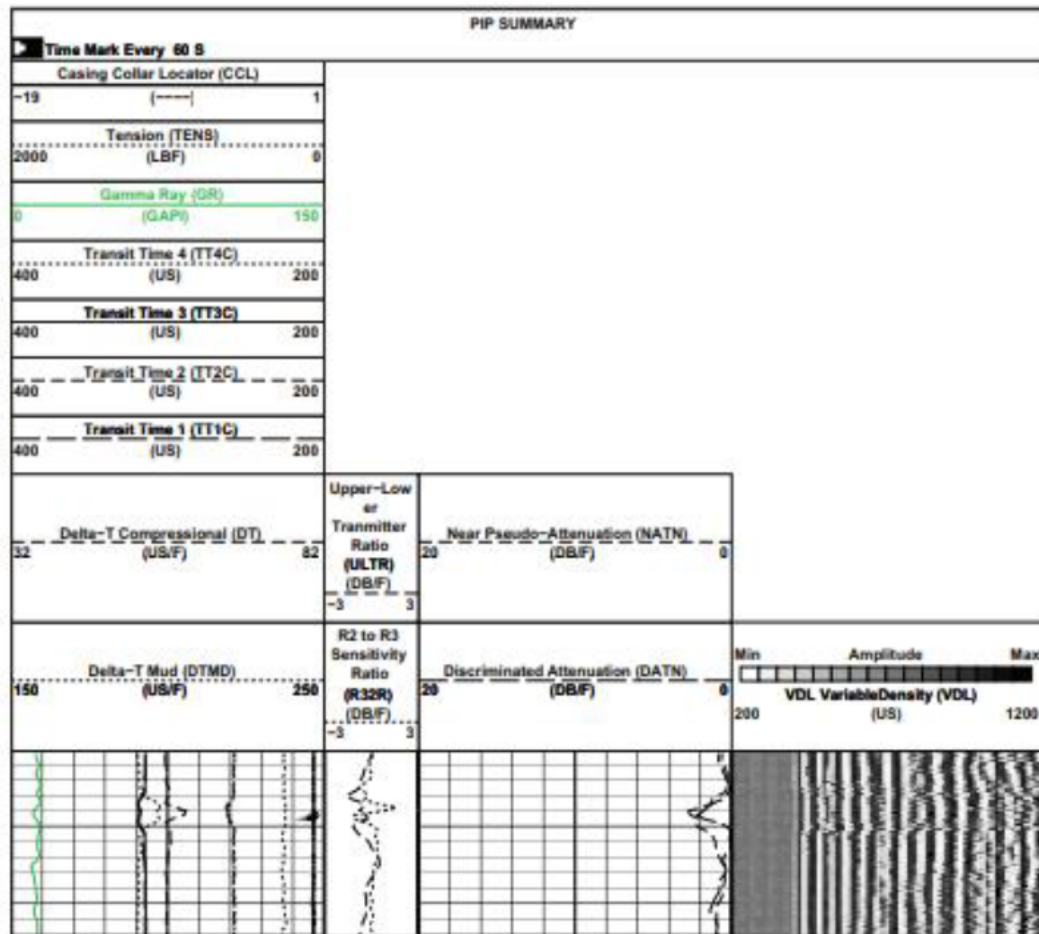 PIP SUMMARY
Time Mark Every 60 S
Casing Collar Locator (CCL)
−19 (−−−−| 1
Tension (TENS)
2000 (LBF) 0
Gamma Ray (GR)
0 (GAPI) 150
Transit Time 4 (TT4C)
400 (US) 200
Transit Time 3 (TT3C)
400 (US) 200
Transit Time 2 (TT2C)
400 (US) 200
Transit Time 1 (TT1C)
400 (US) 200
Delta−T Compressional (DT)
32 (US/F) 82
Upper−Low
er
Tranmitter
Ratio
(ULTR)
(DB/F)
−3 3
Near Pseudo−Attenuation (NATN)
20 (DB/F) 0
Delta−T Mud (DTMD)
150 (US/F) 250
R2 to R3
Sensitivity
Ratio
(R32R)
(DB/F)
−3 3
Discriminated Attenuation (DATN)
20 (DB/F) 0
Min Amplitude Max
VDL VariableDensity (VDL)
200 (US) 1200